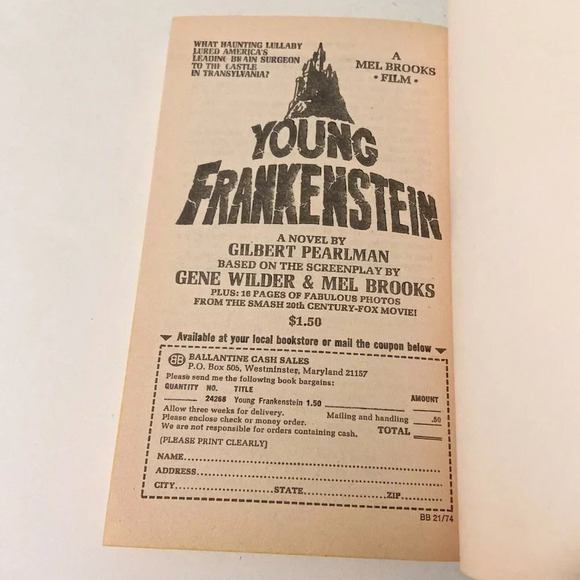 WHAT HAUNTING LULLABY
LURED AMERICA'S
LEADING BRAIN SURGEON
TO THE CASTLE
IN TRANSYLVANIA?
A
MEL BROOKS
• FILM •
YOUNG
FRANKENSTEIN
A NOVEL BY
GILBERT PEARLMAN
BASED ON THE SCREENPLAY BY
GENE WILDER & MEL BROOKS
PLUS: 16 PAGES OF FABULOUS PHOTOS
FROM THE SMASH 20th CENTURY-FOX MOVIE!
$1.50
Available at your local bookstore or mail the coupon below
BB BALLANTINE CASH SALES
P.O. Box 505, Westminster, Maryland 21157
Please send me the following book bargains:
QUANTITY NO. TITLE AMOUNT
24268 Young Frankenstein 1.50
Allow three weeks for delivery. Mailing and handling .50
Please enclose check or money order.
We are not responsible for orders containing cash. TOTAL
(PLEASE PRINT CLEARLY)
NAME
ADDRESS
CITY STATE ZIP
BB 21/74